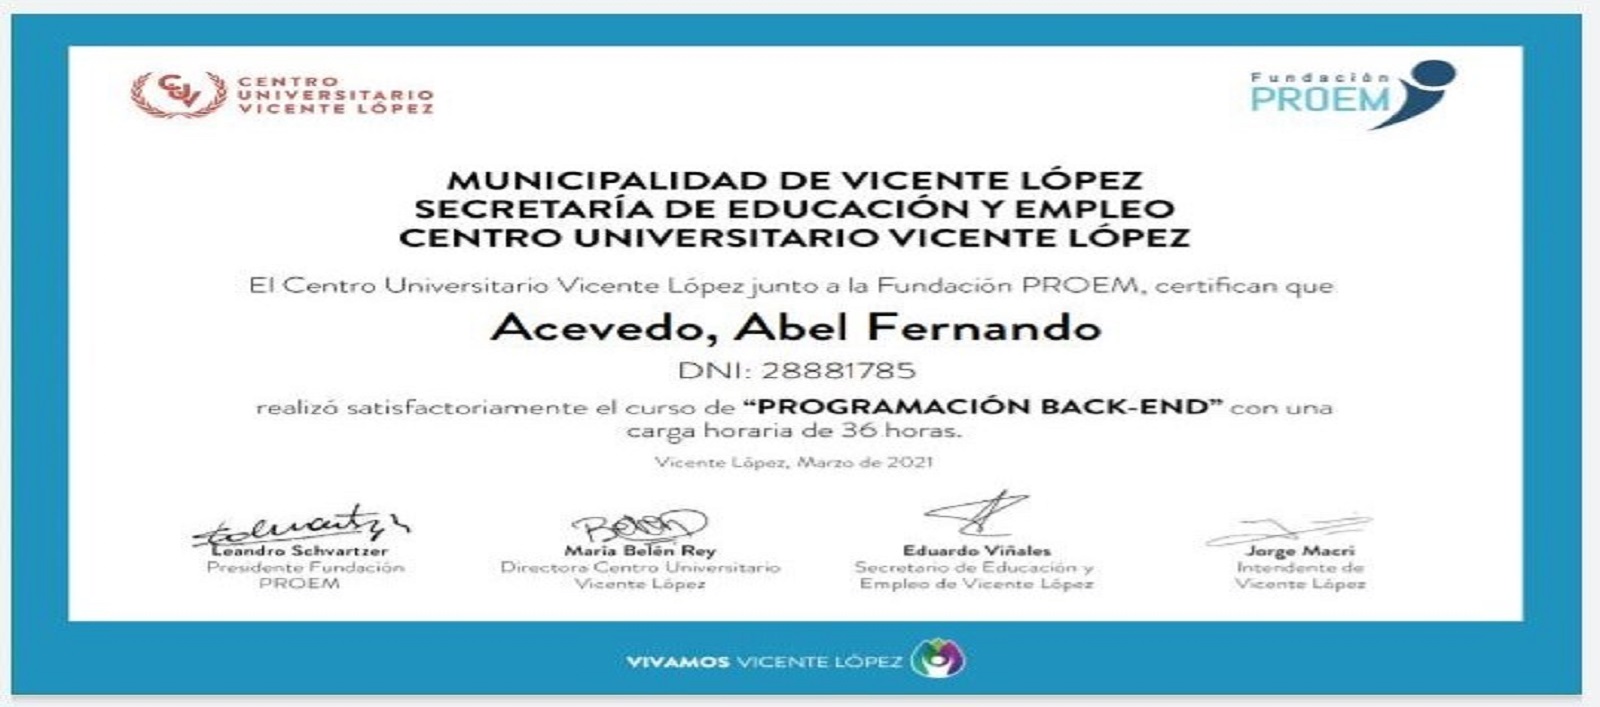 CUV
CENTRO
UNIVERSITARIO
VICENTE LÓPEZ
Fundación
PROEM
MUNICIPALIDAD DE VICENTE LÓPEZ
SECRETARÍA DE EDUCACIÓN Y EMPLEO
CENTRO UNIVERSITARIO VICENTE LÓPEZ
El Centro Universitario Vicente López junto a la Fundación PROEM, certifican que
Acevedo, Abel Fernando
DNI: 28881785
realizó satisfactoriamente el curso de “PROGRAMACIÓN BACK-END” con una
carga horaria de 36 horas.
Vicente López, Marzo de 2021
Leandro Schvartzer
Presidente Fundación
PROEM
Belén
María Belén Rey
Directora Centro Universitario
Vicente López
Eduardo Viñales
Secretario de Educación y
Empleo de Vicente López
Jorge Macri
Intendente de
Vicente López
VIVAMOS VICENTE LÓPEZ